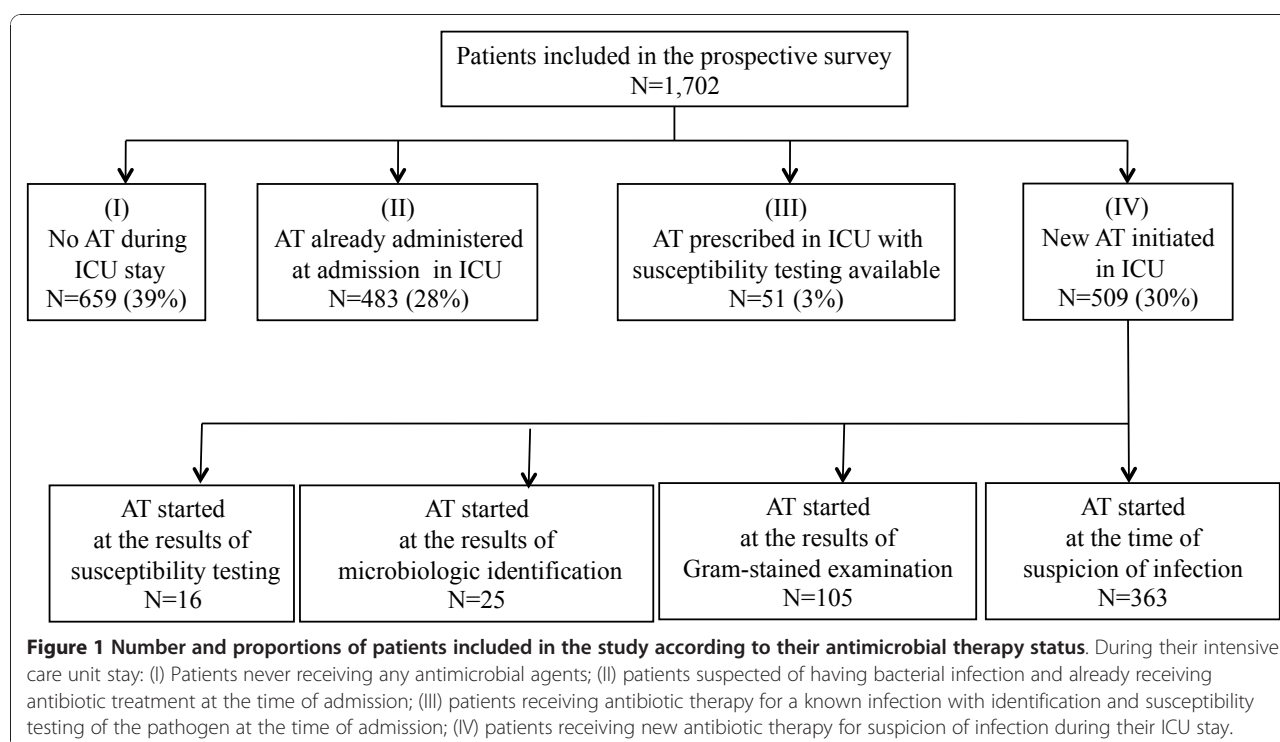 Patients included in the prospective survey
N=1,702
(I)
No AT during
ICU stay
N=659 (39%)
(II)
AT already administered
at admission in ICU
N=483 (28%)
(III)
AT prescribed in ICU with
susceptibility testing available
N=51 (3%)
(IV)
New AT initiated
in ICU
N=509 (30%)
AT started
at the results of
susceptibility testing
N=16
AT started
at the results of
microbiologic identification
N=25
AT started
at the results of
Gram-stained examination
N=105
AT started
at the time of
suspicion of infection
N=363
Figure 1 Number and proportions of patients included in the study according to their antimicrobial therapy status. During their intensive
care unit stay: (I) Patients never receiving any antimicrobial agents; (II) patients suspected of having bacterial infection and already receiving
antibiotic treatment at the time of admission; (III) patients receiving antibiotic therapy for a known infection with identification and susceptibility
testing of the pathogen at the time of admission; (IV) patients receiving new antibiotic therapy for suspicion of infection during their ICU stay.